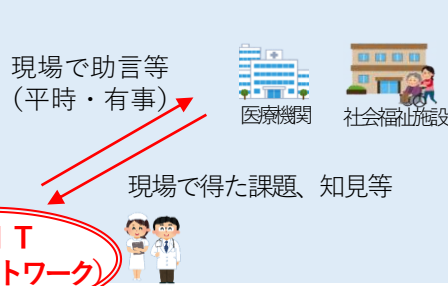 現場で助言等
(平時・有事)
医療機関
社会福祉施設
現場で得た課題、知見等
ＩＴ
トワーク)